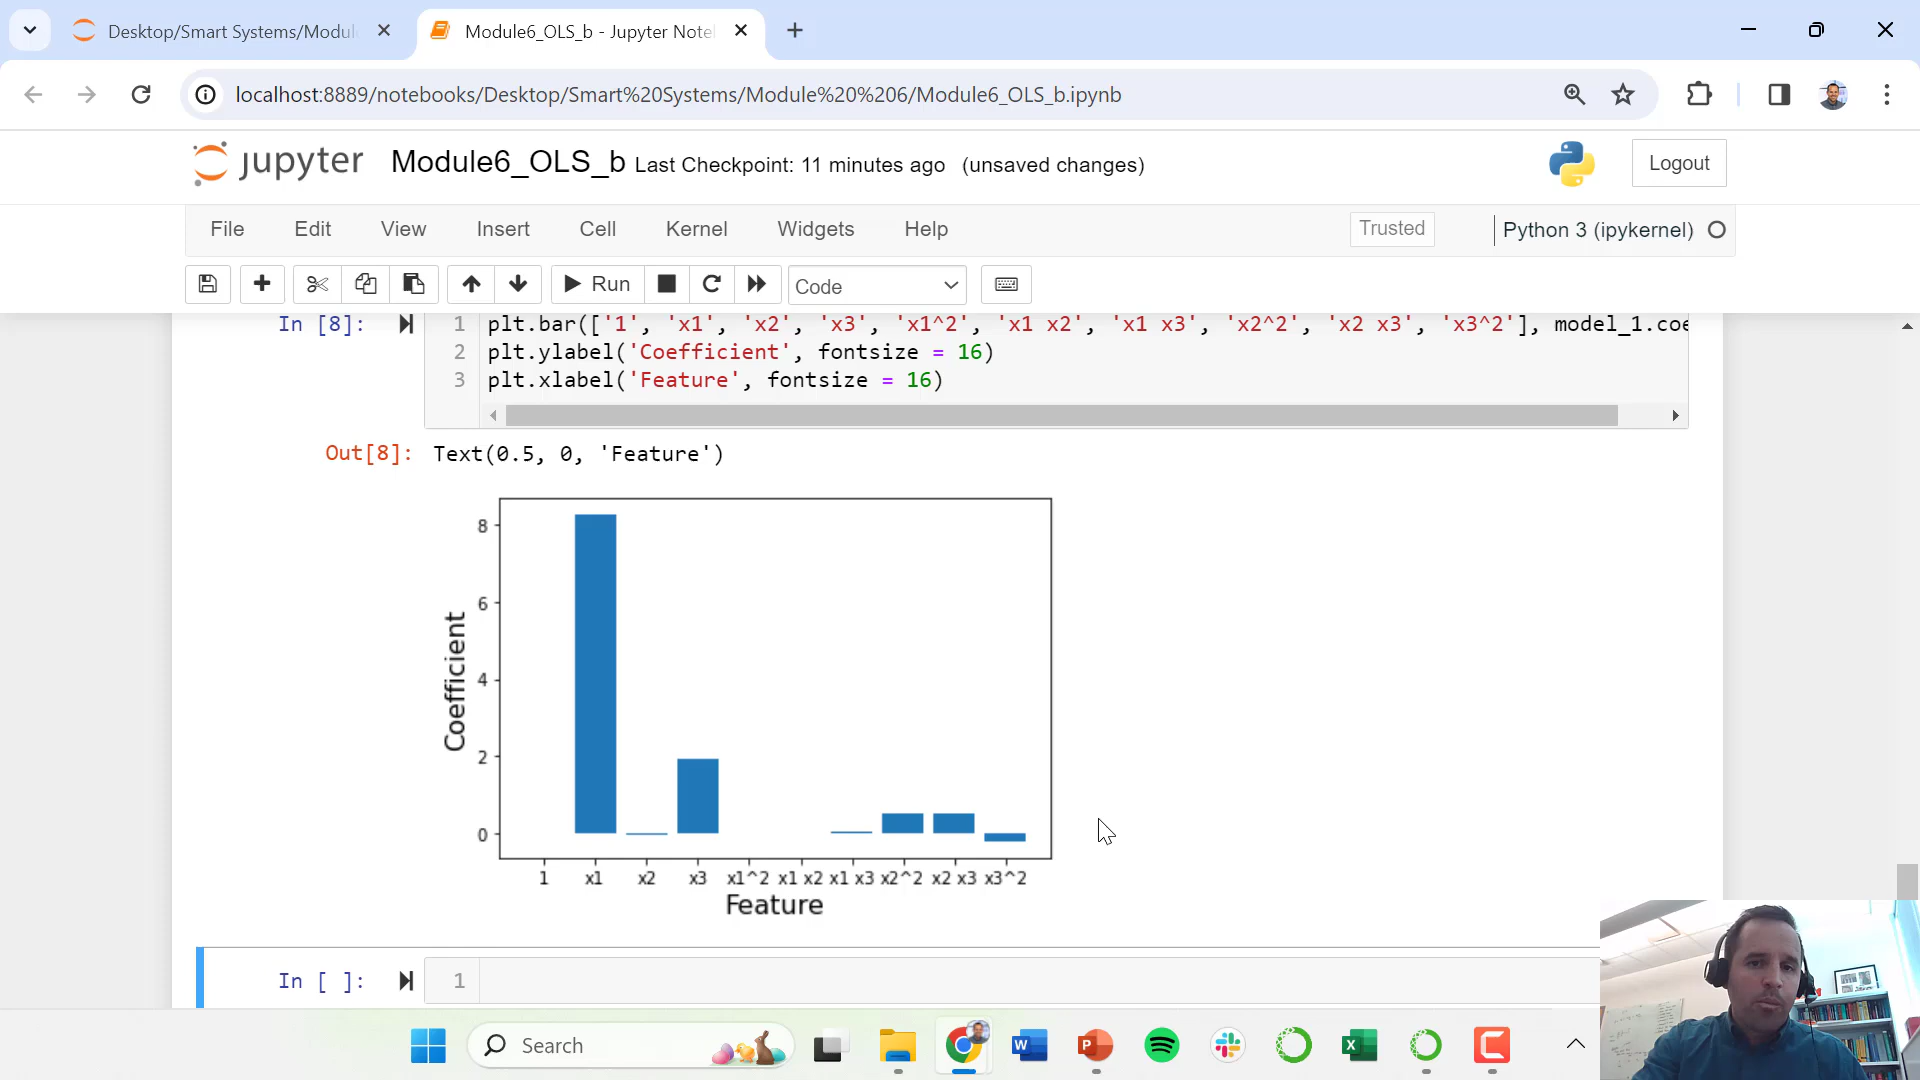 Desktop/Smart Systems/Modul
Module6_OLS_b - Jupyter Note
localhost:8889/notebooks/Desktop/Smart%20Systems/Module%20%206/Module6_OLS_b.ipynb
jupyter Module6_OLS_b Last Checkpoint: 11 minutes ago (unsaved changes)
Logout
File Edit View Insert Cell Kernel Widgets Help
Trusted
Python 3 (ipykernel)
Run
Code
In [8]:
1 plt.bar(['1', 'x1', 'x2', 'x3', 'x1^2', 'x1 x2', 'x1 x3', 'x2^2', 'x2 x3', 'x3^2'], model_1.coe
2 plt.ylabel('Coefficient', fontsize = 16)
3 plt.xlabel('Feature', fontsize = 16)
Out[8]: Text(0.5, 0, 'Feature')
8
6
4
2
0
Coefficient
1 x1 x2 x3 x1^2 x1 x2 x1 x3 x2^2 x2 x3 x3^2
Feature
In [ ]: 1
Search
W
P
X